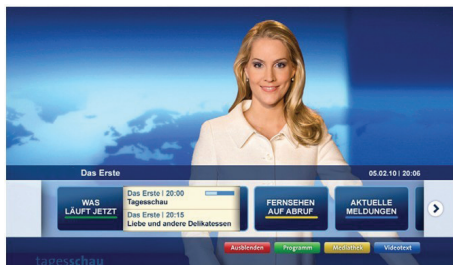 Das Erste
05.02.10 | 20:06
WAS
LÄUFT JETZT
Das Erste | 20:00
Tagesschau
Das Erste | 20:15
Liebe und andere Delikatessen
FERNSEHEN
AUF ABRUF
AKTUELLE
MELDUNGEN
Ausblenden
Programm
Mediathek
Videotext
tagesschau